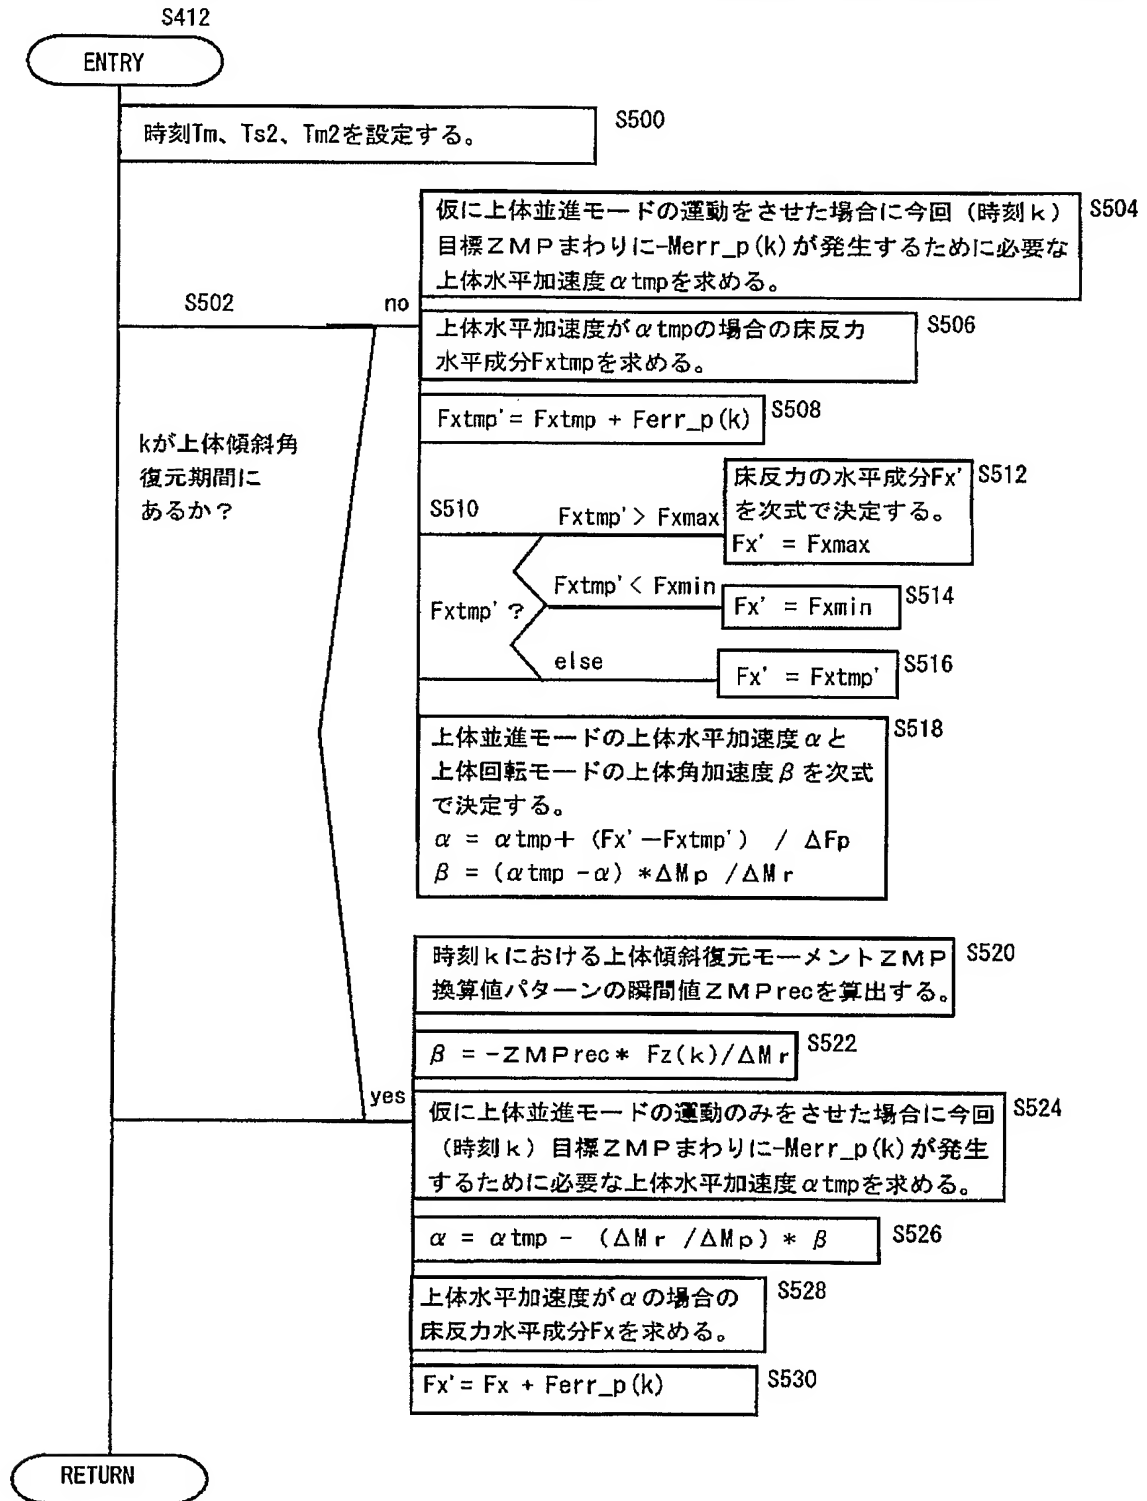 S412
ENTRY
時刻Tm、Ts2、Tm2を設定する。
S500
仮に上体並進モードの運動をさせた場合に今回（時刻ｋ）
目標ＺＭＰまわりに-Merr_p(k)が発生するために必要な
上体水平加速度αtmpを求める。
S504
S502
no
上体水平加速度がαtmpの場合の床反力
水平成分Fxtmpを求める。
S506
Fxtmp'= Fxtmp + Ferr_p(k)
S508
kが上体傾斜角
復元期間に
あるか？
S510
Fxtmp' ?
Fxtmp'> Fxmax
床反力の水平成分Fx'
を次式で決定する。
Fx' = Fxmax
S512
Fxtmp'< Fxmin
Fx' = Fxmin
S514
else
Fx' = Fxtmp'
S516
上体並進モードの上体水平加速度αと
上体回転モードの上体角加速度βを次式
で決定する。
α = αtmp＋ (Fx'－Fxtmp') / ΔFp
β = (αtmp -α) *ΔMp /ΔMr
S518
時刻ｋにおける上体傾斜復元モーメントＺＭＰ
換算値パターンの瞬間値ＺＭＰrecを算出する。
S520
β = -ＺＭＰrec* Fz(k)/ΔMr
S522
yes
仮に上体並進モードの運動のみをさせた場合に今回
（時刻ｋ）目標ＺＭＰまわりに-Merr_p(k)が発生
するために必要な上体水平加速度αtmpを求める。
S524
α = αtmp - (ΔMr /ΔMp) * β
S526
上体水平加速度がαの場合の
床反力水平成分Fxを求める。
S528
Fx'= Fx + Ferr_p(k)
S530
RETURN